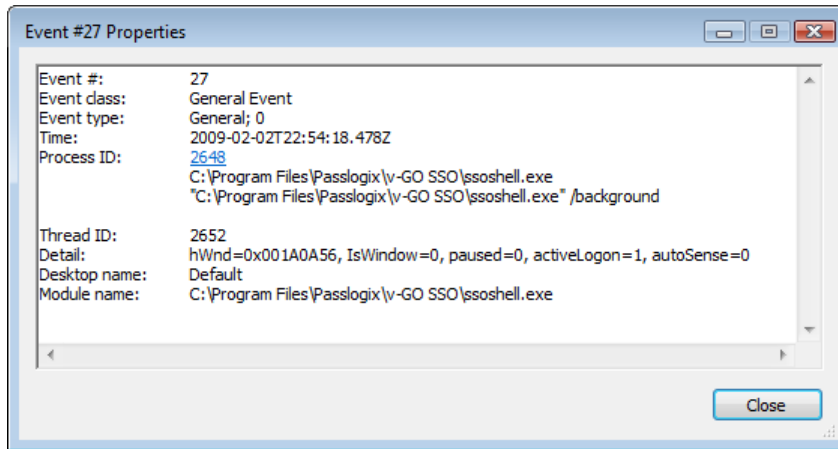 Event #27 Properties
Event #: 27
Event class: General Event
Event type: General; 0
Time: 2009-02-02T22:54:18.478Z
Process ID: 2648
C:\Program Files\Passlogix\v-GO SSO\ssoshell.exe
"C:\Program Files\Passlogix\v-GO SSO\ssoshell.exe" /background
Thread ID: 2652
Detail: hWnd=0x001A0A56, IsWindow=0, paused=0, activeLogon=1, autoSense=0
Desktop name: Default
Module name: C:\Program Files\Passlogix\v-GO SSO\ssoshell.exe
Close